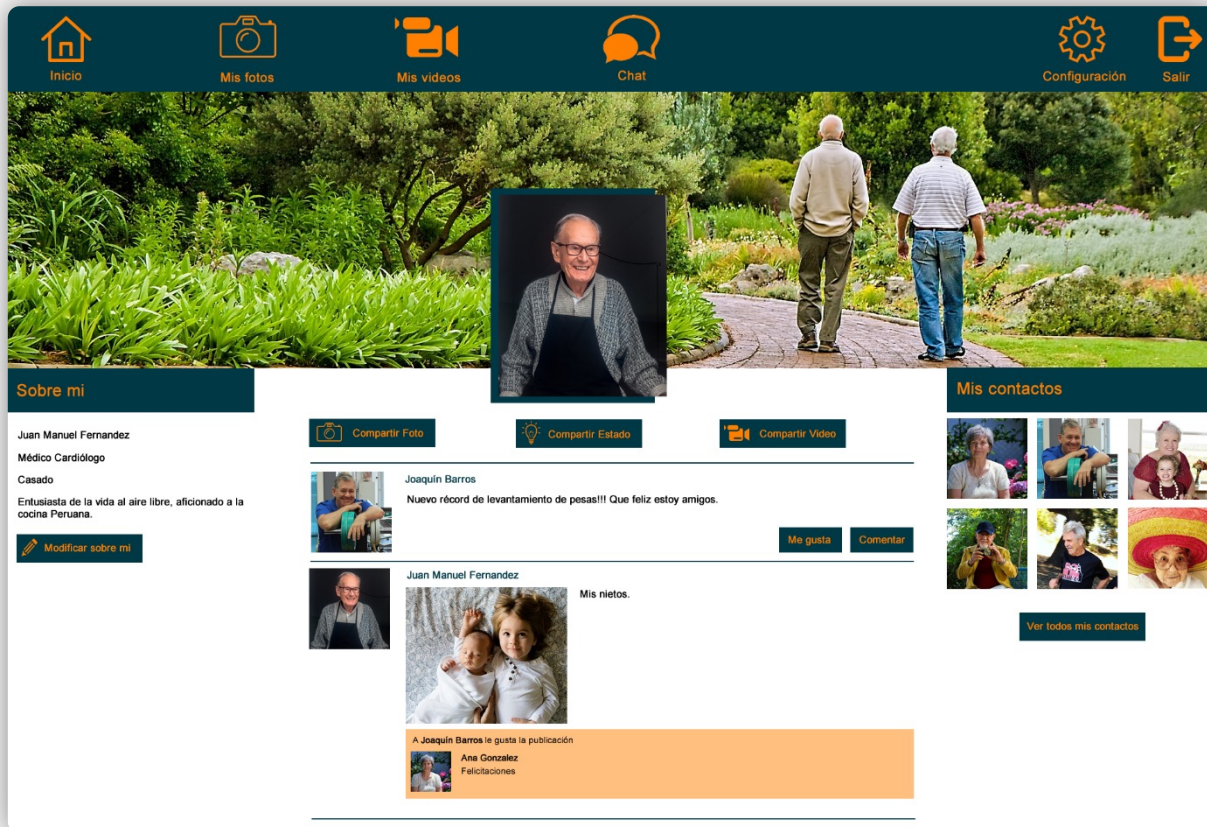 Inicio
Mis fotos
Mis videos
Chat
Configuración
Salir
Sobre mi
Juan Manuel Fernandez
Médico Cardiólogo
Casado
Entusiasta de la vida al aire libre, aficionado a la
cocina Peruana.
Modificar sobre mi
Compartir Foto
Compartir Estado
Compartir Video
Joaquín Barros
Nuevo récord de levantamiento de pesas!!! Que feliz estoy amigos.
Me gusta
Comentar
Juan Manuel Fernandez
Mis nietos.
A Joaquín Barros le gusta la publicación
Ana Gonzalez
Felicitaciones
Mis contactos
Ver todos mis contactos